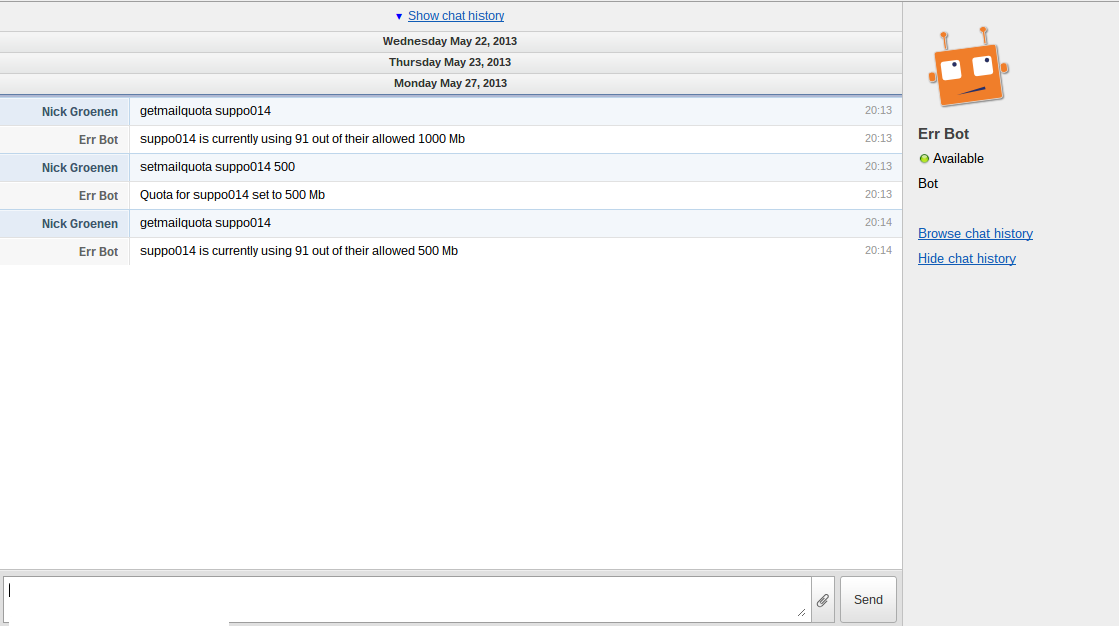 ▼ Show chat history
Wednesday May 22, 2013
Thursday May 23, 2013
Monday May 27, 2013
Nick Groenen getmailquota suppo014 20:13
Err Bot suppo014 is currently using 91 out of their allowed 1000 Mb 20:13
Nick Groenen setmailquota suppo014 500 20:13
Err Bot Quota for suppo014 set to 500 Mb 20:13
Nick Groenen getmailquota suppo014 20:14
Err Bot suppo014 is currently using 91 out of their allowed 500 Mb 20:14
Send
Err Bot
Available
Bot
Browse chat history
Hide chat history